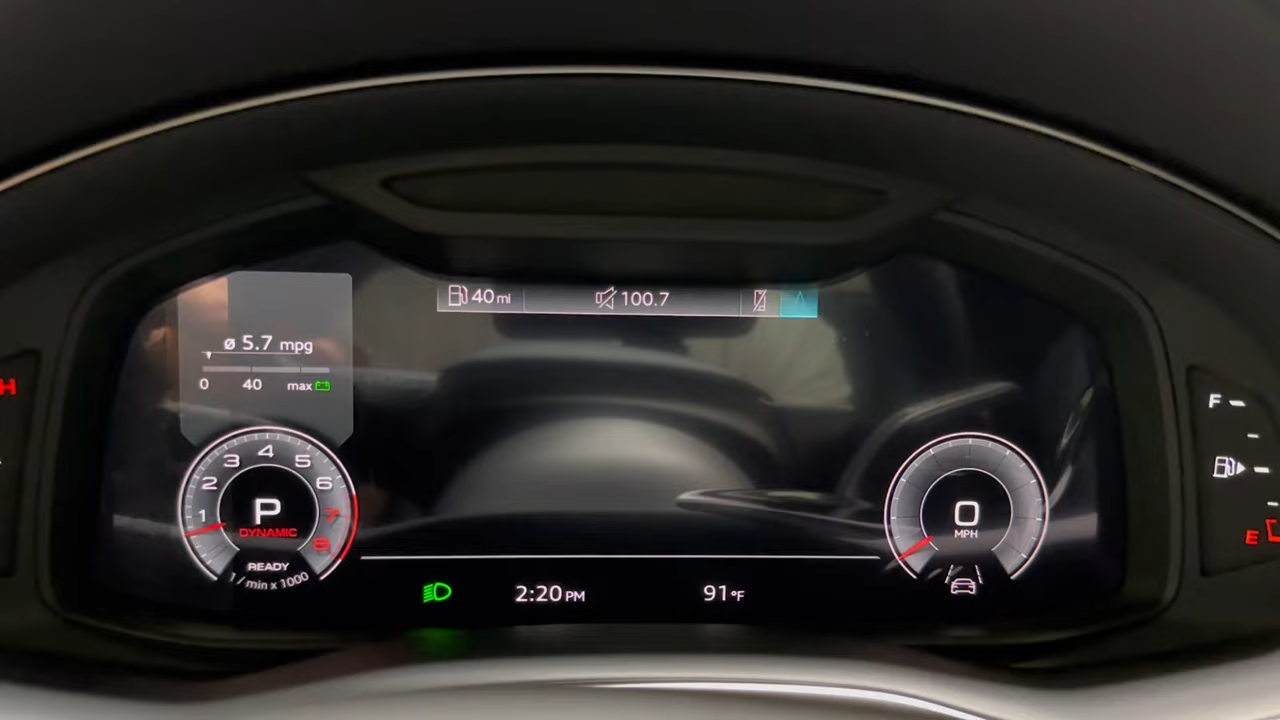 40 mi
100.7
A
ø 5.7 mpg
0 40 max
H
1 2 3 4 5 6 7 8
P
DYNAMIC
READY
1 / min x 1000
0
MPH
2:20 PM
91 °F
F
E